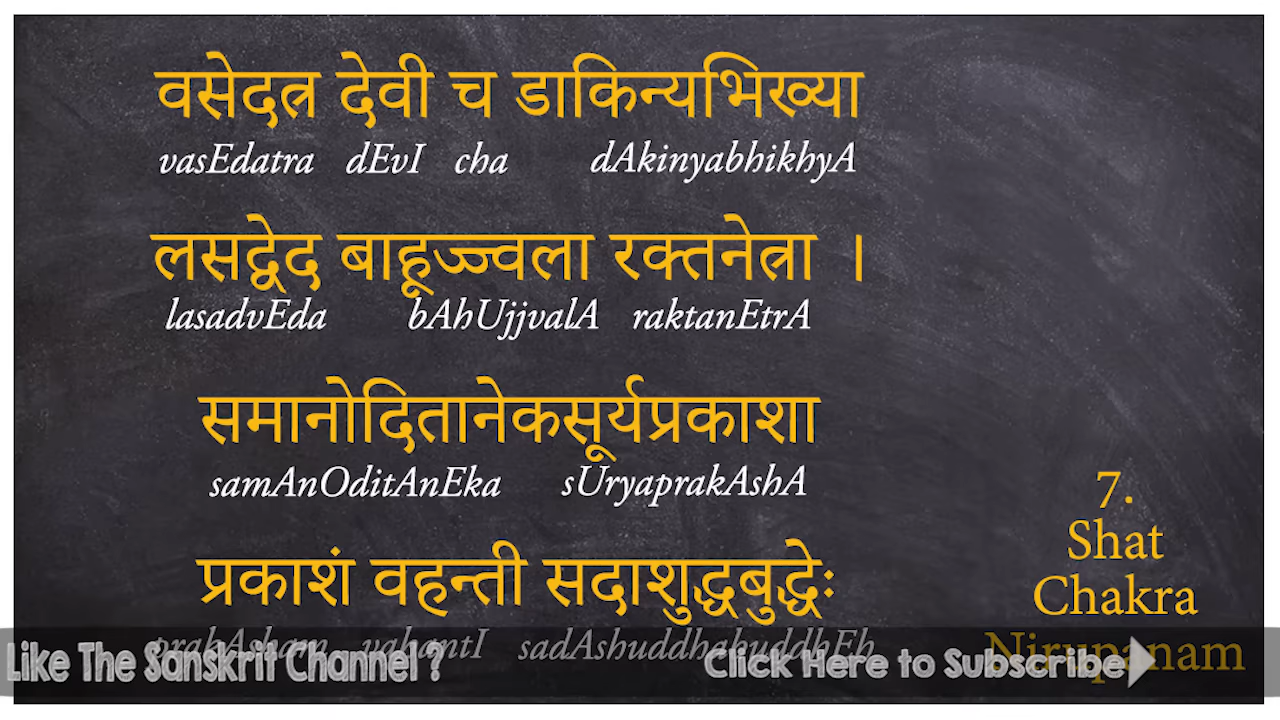 वसेदत्र देवी च डाकिन्यभिख्या
vasEdatra dEvI cha dAkinyabhikhyA
लसद्वेद बाहूज्ज्वला रक्तनेत्रा ।
lasadvEda bAhUjjvalA raktanEtrA
समानोदितानेकसूर्यप्रकाशा
samAnOditAnEka sUryaprakAshA
प्रकाशं वहन्ती सदाशुद्धबुद्धेः
prakAsham vahantI sadAshuddhabuddhEh
7.
Shat
Chakra
Nirupanam
Like The Sanskrit Channel ?
Click Here to Subscribe